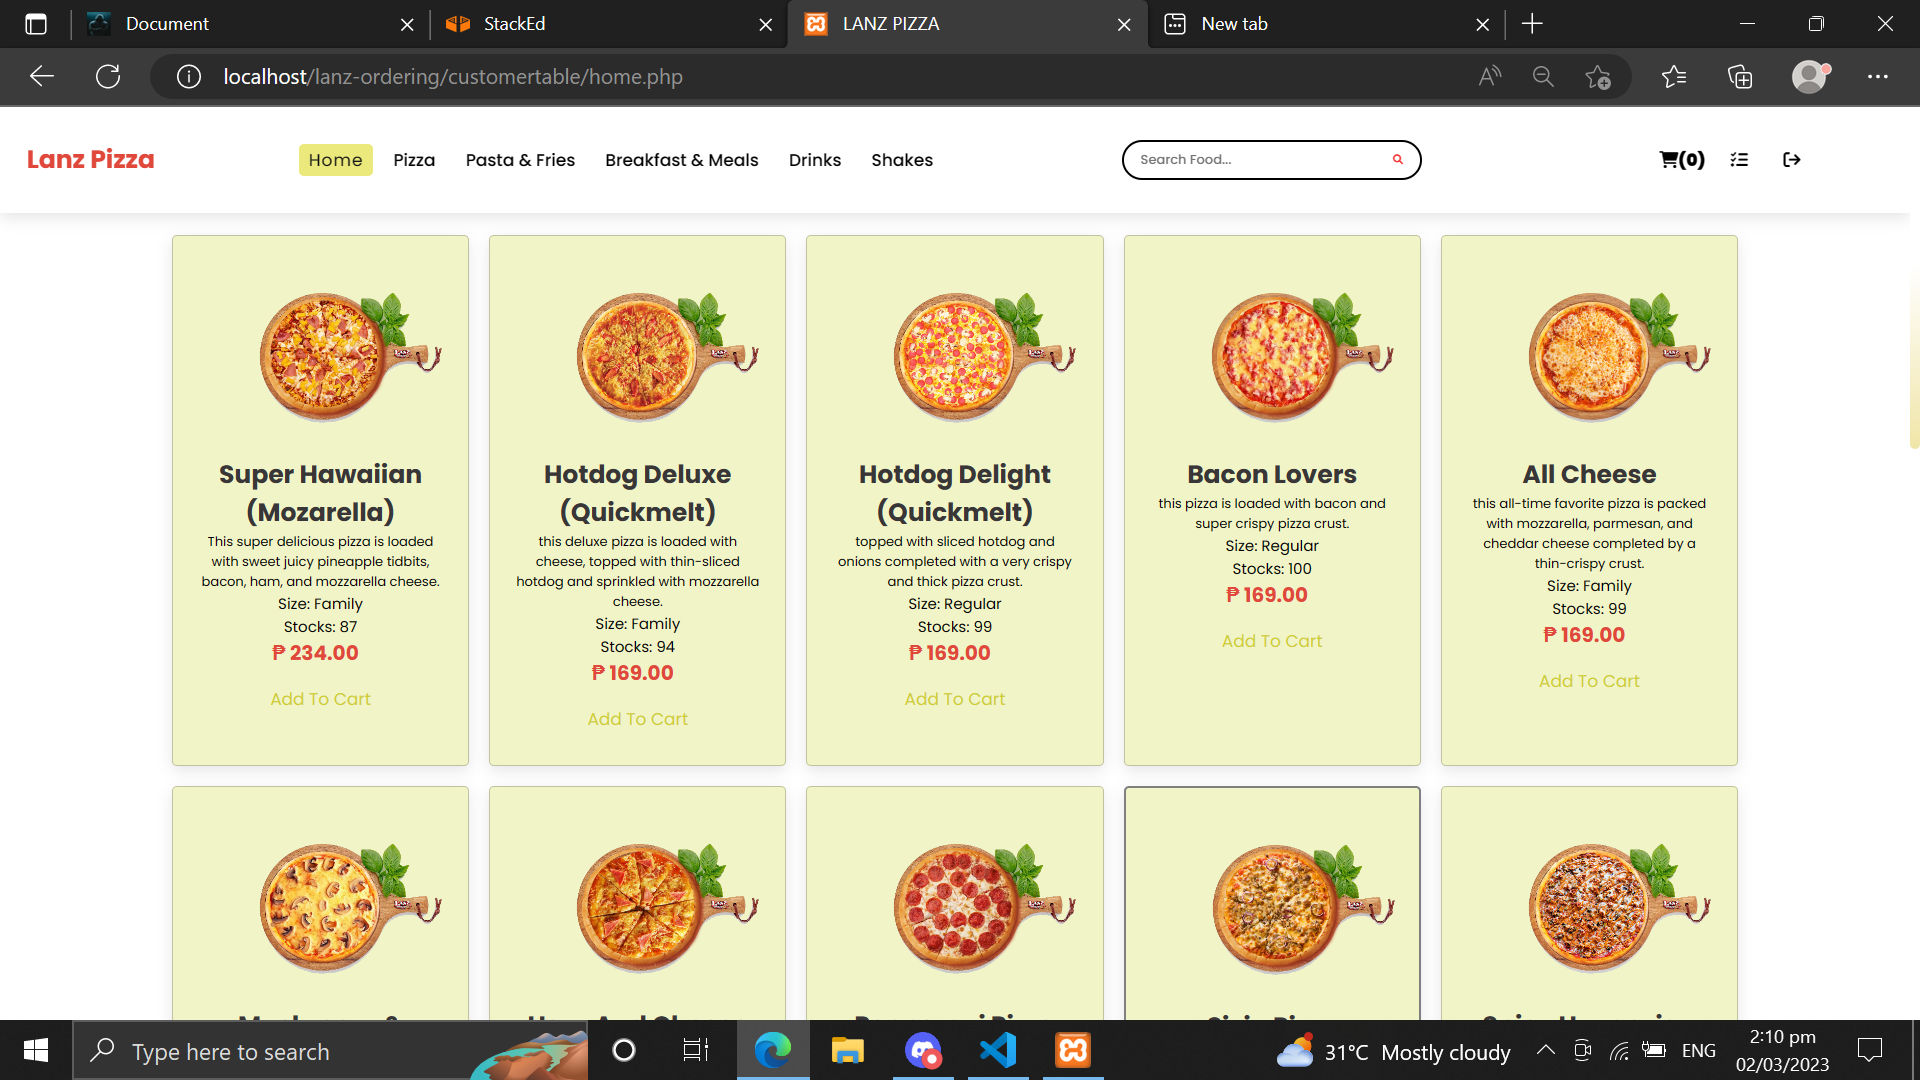 Document
StackEd
LANZ PIZZA
New tab
localhost/lanz-ordering/customertable/home.php
Lanz Pizza
Home
Pizza
Pasta & Fries
Breakfast & Meals
Drinks
Shakes
Search Food...
(0)
Super Hawaiian
(Mozarella)
This super delicious pizza is loaded
with sweet juicy pineapple tidbits,
bacon, ham, and mozzarella cheese.
Size: Family
Stocks: 87
₱ 234.00
Add To Cart
Hotdog Deluxe
(Quickmelt)
this deluxe pizza is loaded with
cheese, topped with thin-sliced
hotdog and sprinkled with mozzarella
cheese.
Size: Family
Stocks: 94
₱ 169.00
Add To Cart
Hotdog Delight
(Quickmelt)
topped with sliced hotdog and
onions completed with a very crispy
and thick pizza crust.
Size: Regular
Stocks: 99
₱ 169.00
Add To Cart
Bacon Lovers
this pizza is loaded with bacon and
super crispy pizza crust.
Size: Regular
Stocks: 100
₱ 169.00
Add To Cart
All Cheese
this all-time favorite pizza is packed
with mozzarella, parmesan, and
cheddar cheese completed by a
thin-crispy crust.
Size: Family
Stocks: 99
₱ 169.00
Add To Cart
Type here to search
31°C Mostly cloudy
ENG
2:10 pm
02/03/2023